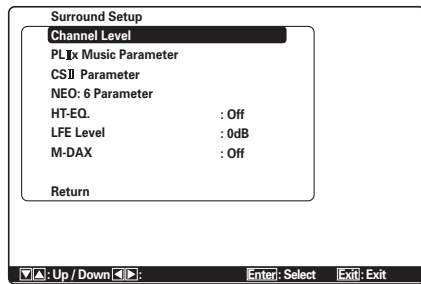 Surround Setup
Channel Level
PLⅡx Music Parameter
CSⅡ Parameter
NEO: 6 Parameter
HT-EQ. : Off
LFE Level : 0dB
M-DAX : Off
Return
▼▲: Up / Down ◀▶: Enter: Select Exit: Exit